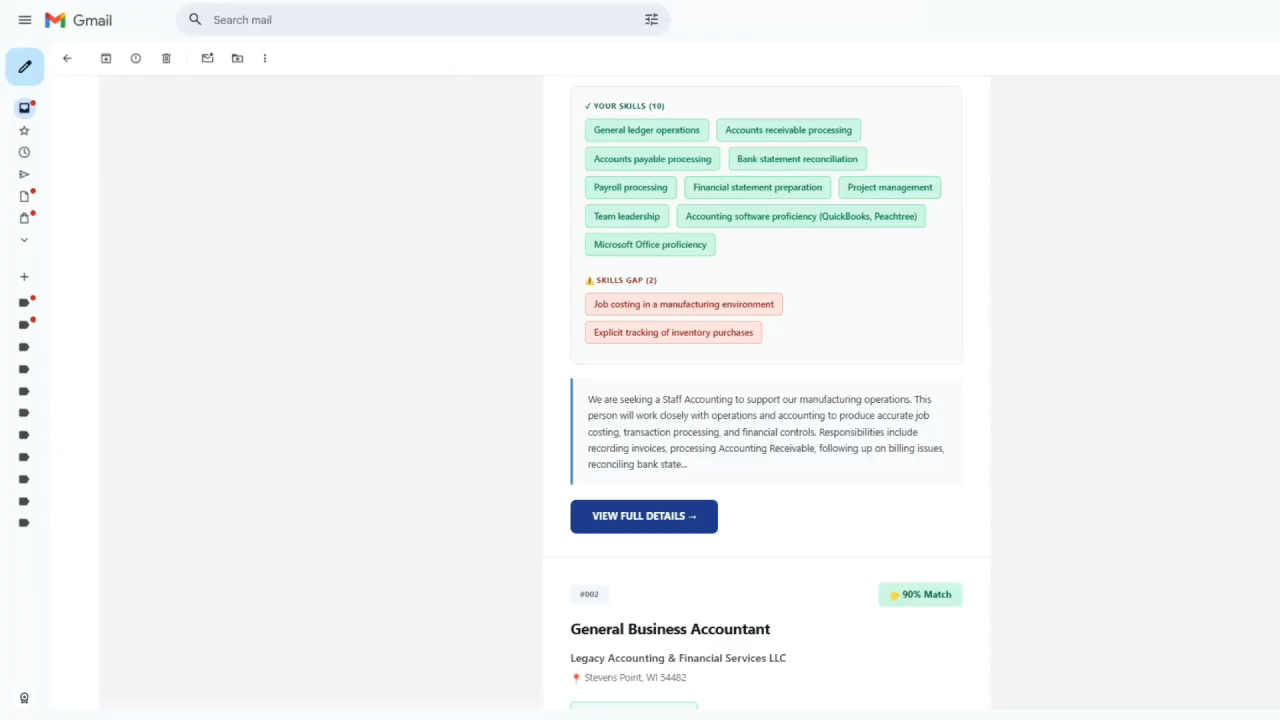 Gmail
Search mail
✓ YOUR SKILLS (10)
General ledger operations
Accounts receivable processing
Accounts payable processing
Bank statement reconciliation
Payroll processing
Financial statement preparation
Project management
Team leadership
Accounting software proficiency (QuickBooks, Peachtree)
Microsoft Office proficiency
⚠️ SKILLS GAP (2)
Job costing in a manufacturing environment
Explicit tracking of inventory purchases
We are seeking a Staff Accounting to support our manufacturing operations. This
person will work closely with operations and accounting to produce accurate job
costing, transaction processing, and financial controls. Responsibilities include
recording invoices, processing Accounting Receivable, following up on billing issues,
reconciling bank state...
VIEW FULL DETAILS →
#002
90% Match
General Business Accountant
Legacy Accounting & Financial Services LLC
📍 Stevens Point, WI 54482